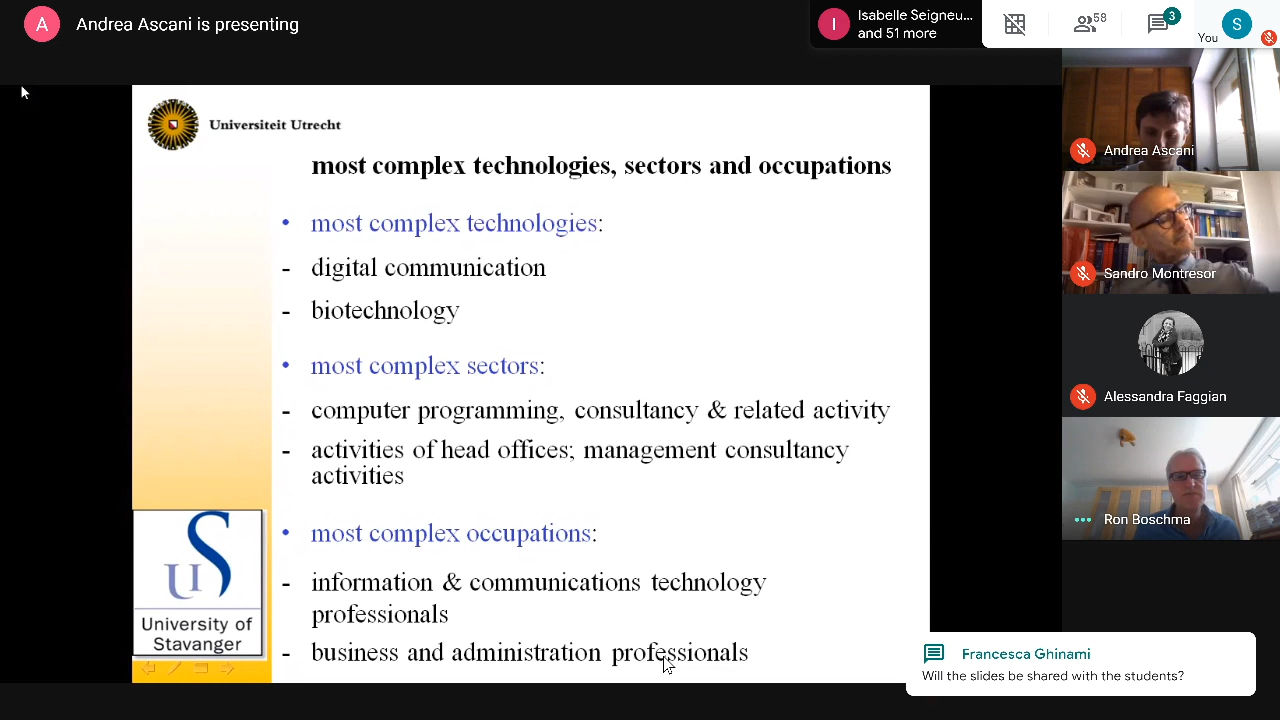 A
Andrea Ascani is presenting
I
Isabelle Seigneu...
and 51 more
58
3
You
S
Universiteit Utrecht
most complex technologies, sectors and occupations
• most complex technologies:
- digital communication
- biotechnology
• most complex sectors:
- computer programming, consultancy & related activity
- activities of head offices; management consultancy
activities
• most complex occupations:
- information & communications technology
professionals
- business and administration professionals
US
University of
Stavanger
Andrea Ascani
Sandro Montresor
Alessandra Faggian
Ron Boschma
Francesca Ghinami
Will the slides be shared with the students?